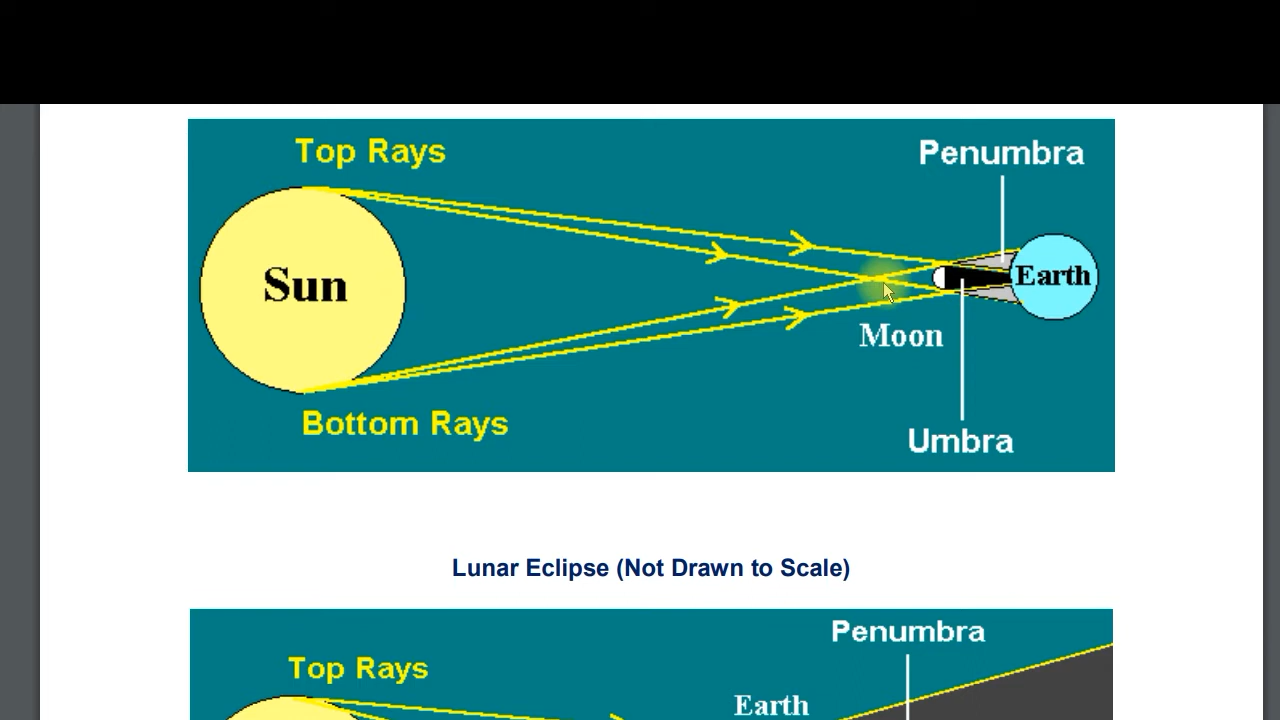 Top Rays
Penumbra
Sun
Earth
Moon
Bottom Rays
Umbra
Lunar Eclipse (Not Drawn to Scale)
Penumbra
Top Rays
Earth